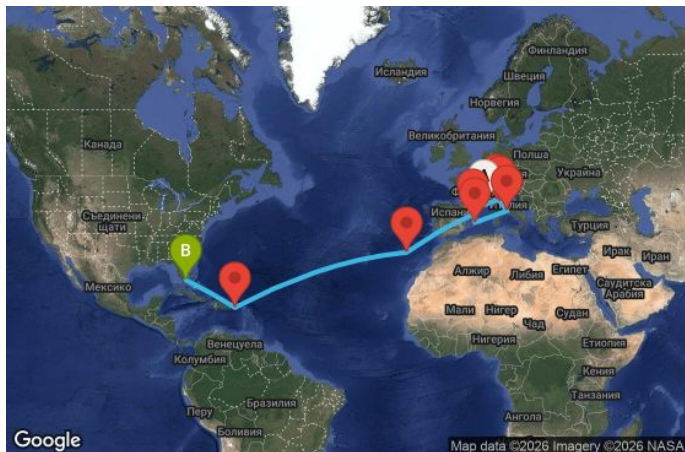 Финландия
Исландия
Швеция
Норвегия
Великобритания
Канада
Полша
Украйна
Италия
Испан
Съединени
щати
Турция
Ирак
Иран
Алжир
Либия
Египет
Саудитска
Арабия
Мексико
Мали
Нигер
Судан
Чад
B
Венецуела
Нигерия
Етиопия
Колумбия
Кения
Бразилия
Танзания
Перу
Ангола
Боливия
Google
Map data ©2026 Imagery ©2026 NASA